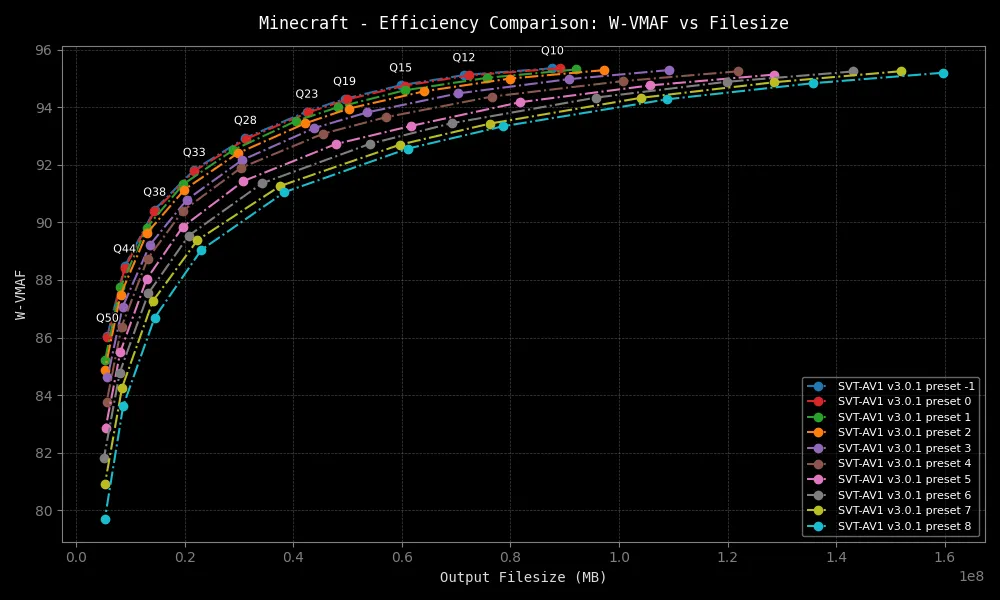 Minecraft - Efficiency Comparison: W-VMAF vs Filesize
96
94
92
90
88
86
84
82
80
W-VMAF
Q10
Q12
Q15
Q19
Q23
Q28
Q33
Q38
Q44
Q50
SVT-AV1 v3.0.1 preset -1
SVT-AV1 v3.0.1 preset 0
SVT-AV1 v3.0.1 preset 1
SVT-AV1 v3.0.1 preset 2
SVT-AV1 v3.0.1 preset 3
SVT-AV1 v3.0.1 preset 4
SVT-AV1 v3.0.1 preset 5
SVT-AV1 v3.0.1 preset 6
SVT-AV1 v3.0.1 preset 7
SVT-AV1 v3.0.1 preset 8
0.0 0.2 0.4 0.6 0.8 1.0 1.2 1.4 1.6
1e8
Output Filesize (MB)